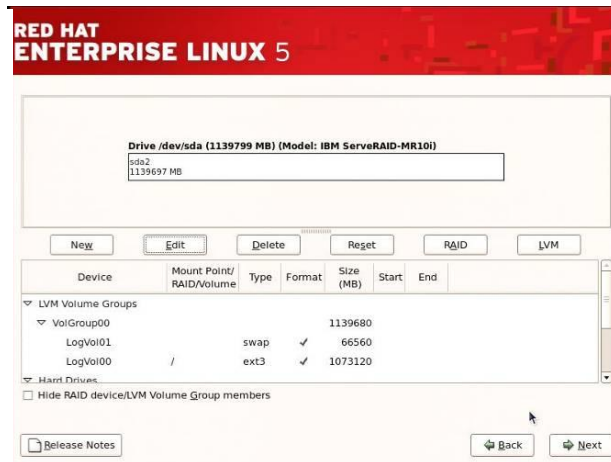 RED HAT
ENTERPRISE LINUX 5
Drive /dev/sda (1139799 MB) (Model: IBM ServeRAID-MR10i)
sda2
1139697 MB
New Edit Delete Reset RAID LVM
Device Mount Point/ RAID/Volume Type Format Size (MB) Start End
LVM Volume Groups
VolGroup00 1139680
LogVol01 swap ✓ 66560
LogVol00 / ext3 ✓ 1073120
Hard Drives
Hide RAID device/LVM Volume Group members
Release Notes Back Next